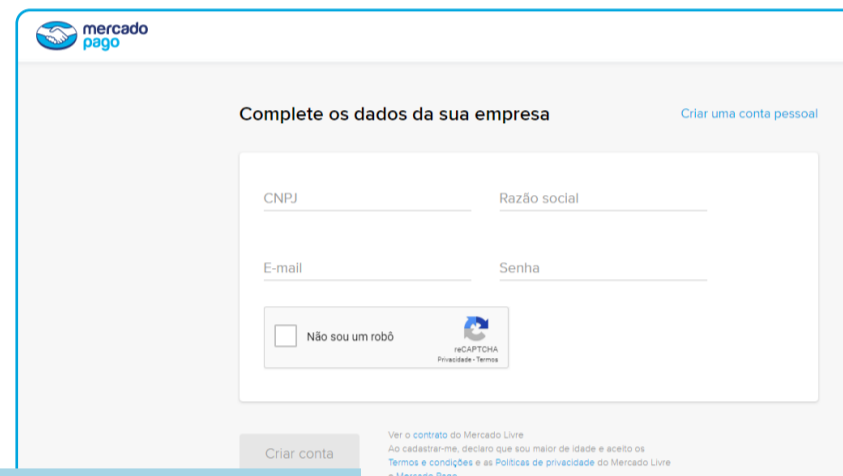 mercado
pago
Complete os dados da sua empresa
Criar uma conta pessoal
CNPJ
Razão social
E-mail
Senha
Não sou um robô
reCAPTCHA
Privacidade - Termos
Criar conta
Ver o contrato do Mercado Livre
Ao cadastrar-me, declaro que sou maior de idade e aceito os
Termos e condições e as Políticas de privacidade do Mercado Livre
e Mercado Pago.